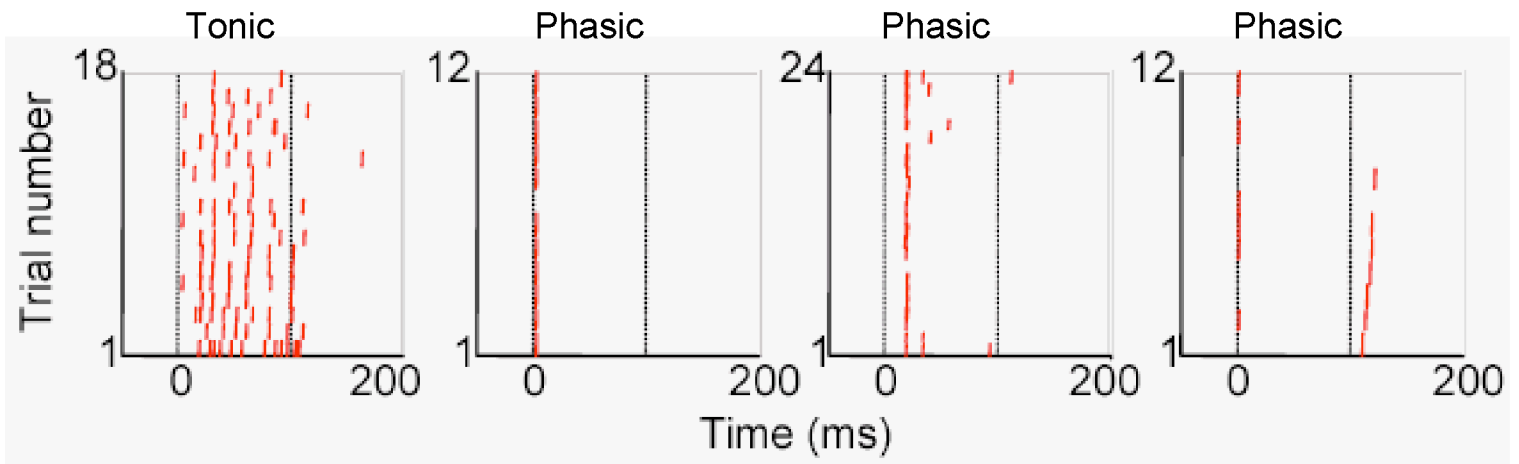 Tonic Phasic Phasic Phasic
18 12 24 12
Trial number
1 1 1 1
0 200 0 200 0 200 0 200
Time (ms)